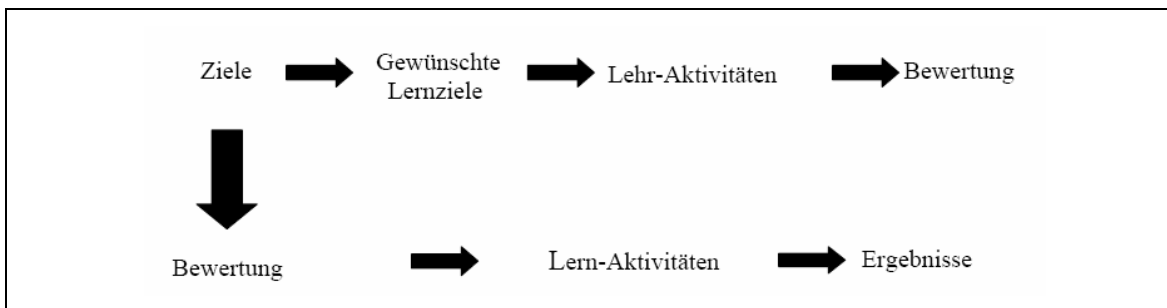 Ziele
Gewünschte
Lernziele
Lehr-Aktivitäten
Bewertung
Bewertung
Lern-Aktivitäten
Ergebnisse